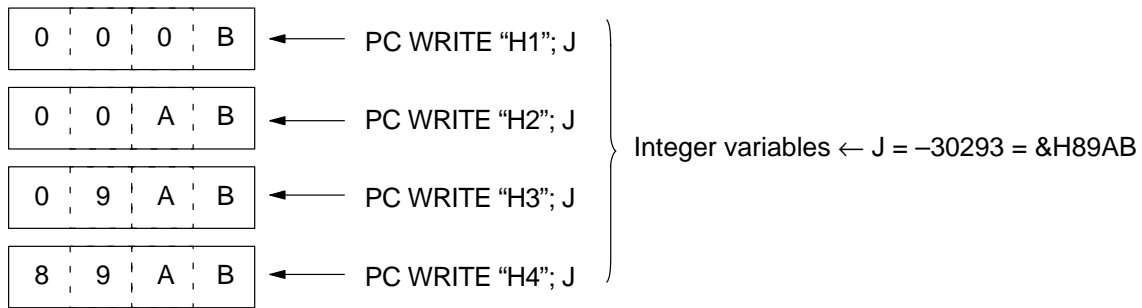 0 0 0 B ← PC WRITE “H1”; J
0 0 A B ← PC WRITE “H2”; J
Integer variables ← J = –30293 = &H89AB
0 9 A B ← PC WRITE “H3”; J
8 9 A B ← PC WRITE “H4”; J